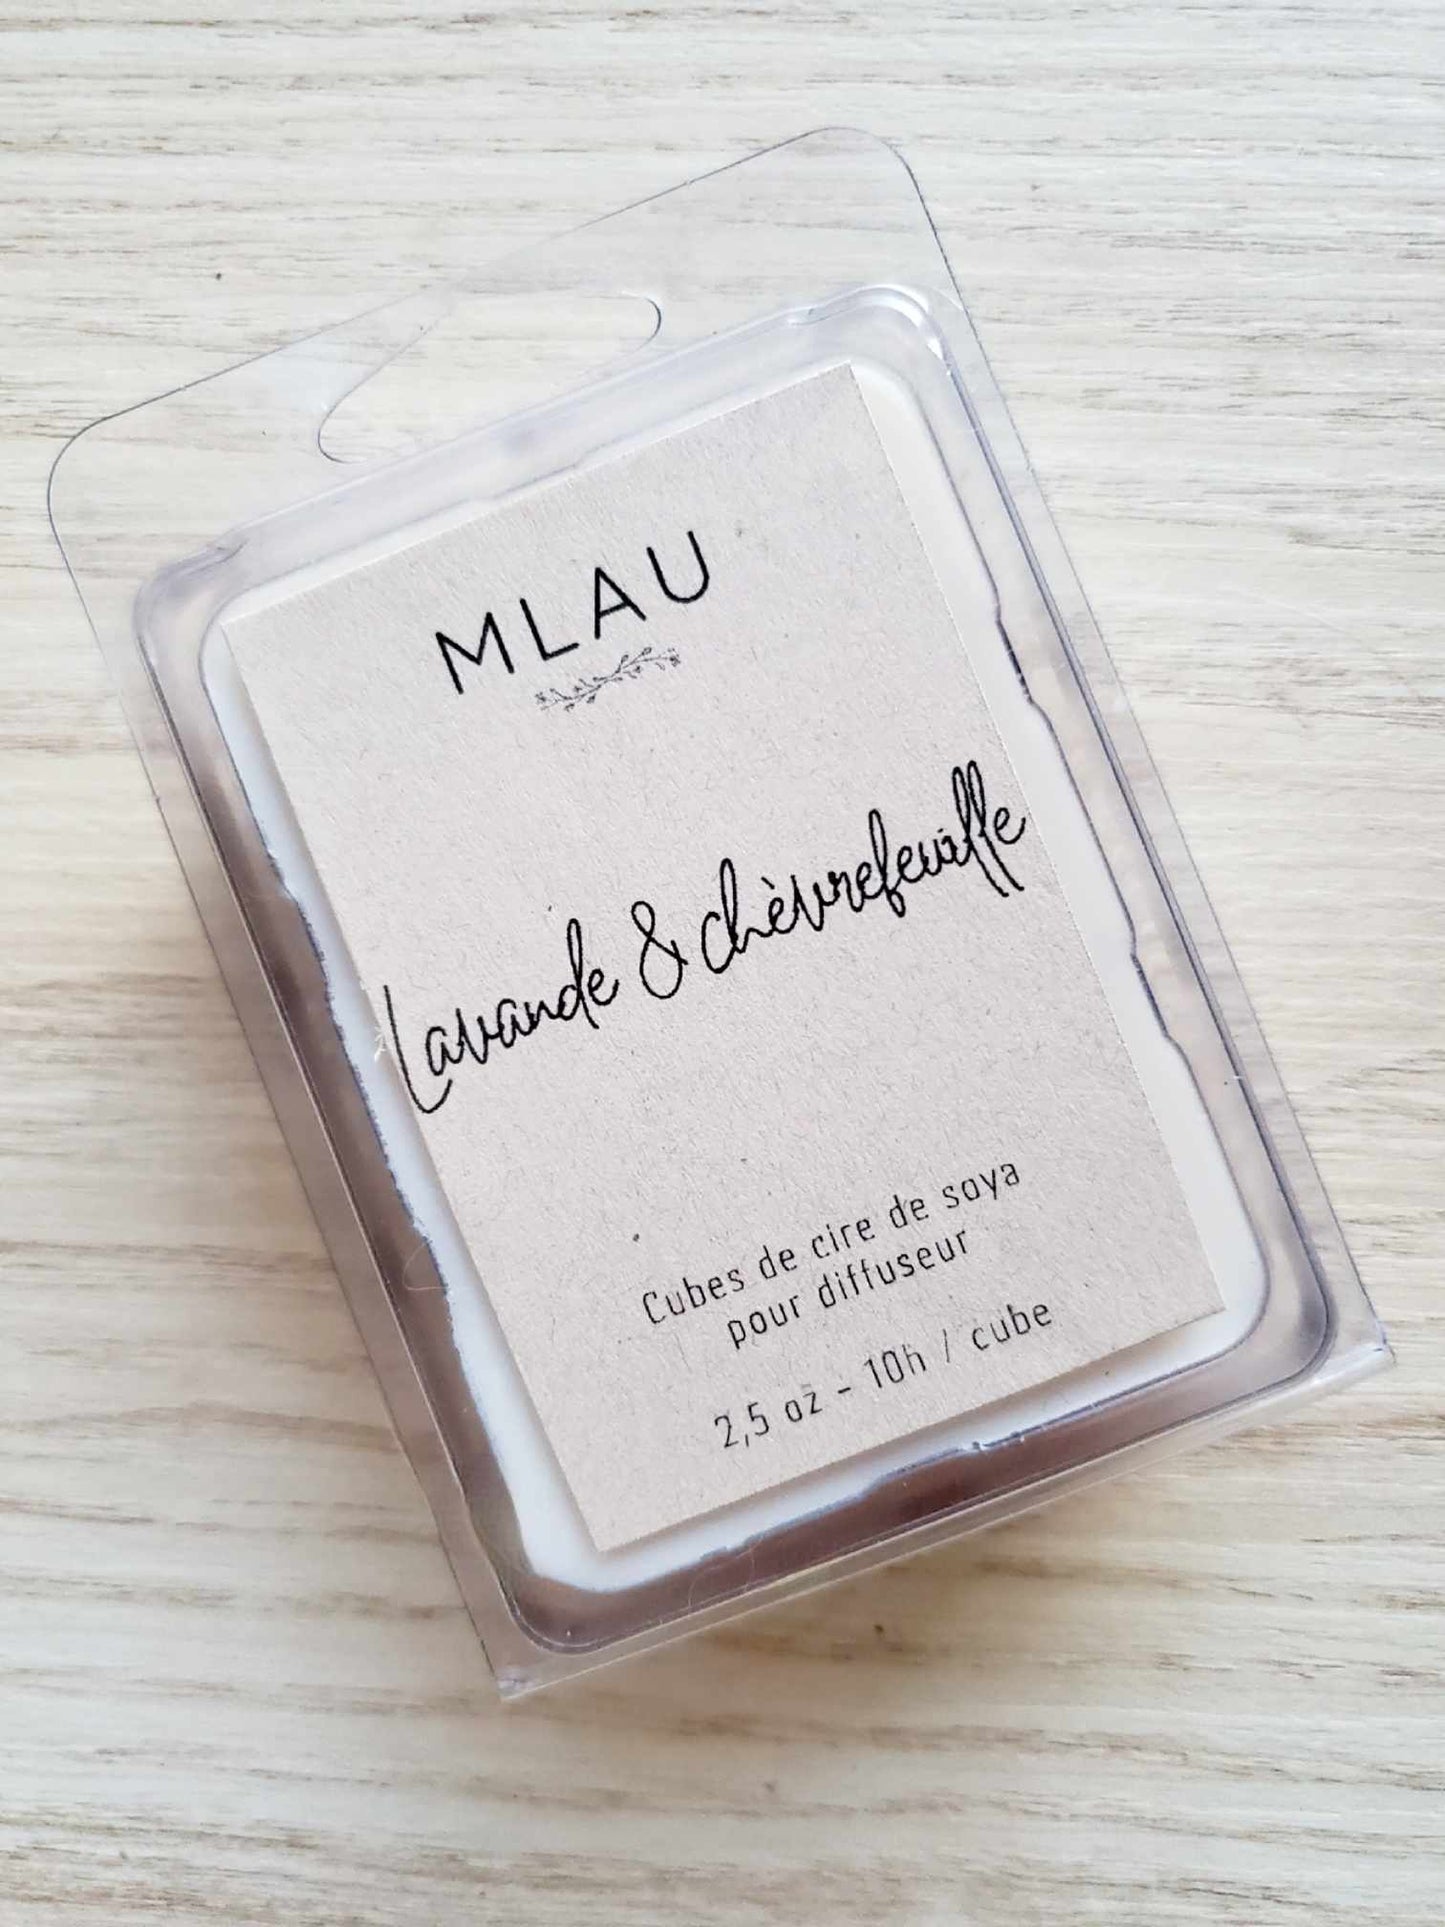 MLAU
Lavande & chèvrefeuille
Cubes de cire de soya
pour diffuseur
2,5 oz - 10h / cube